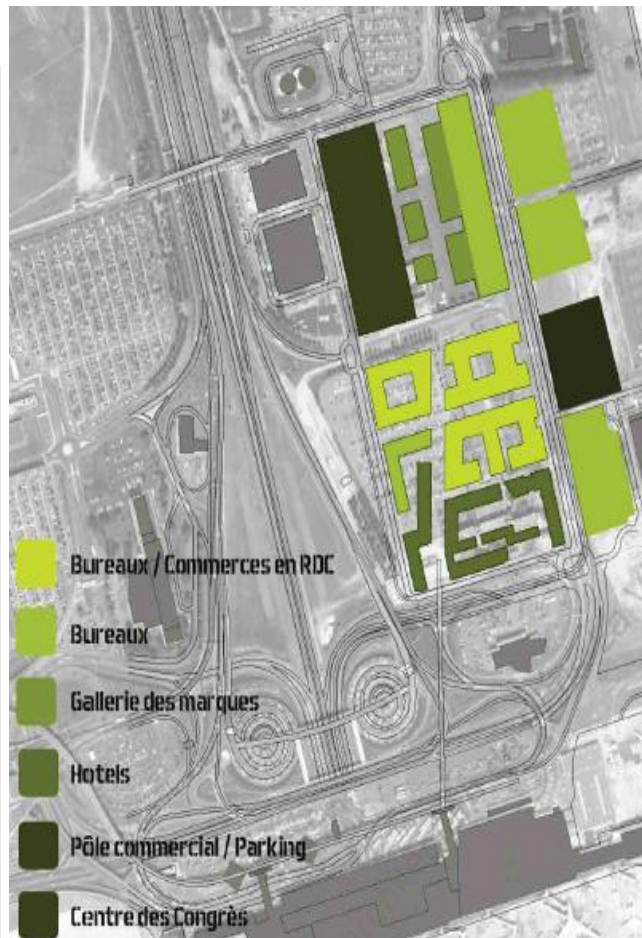 Bureaux / Commerces en RDC
Bureaux
Gallerie des marques
Hotels
Pôle commercial / Parking
Centre des Congrès